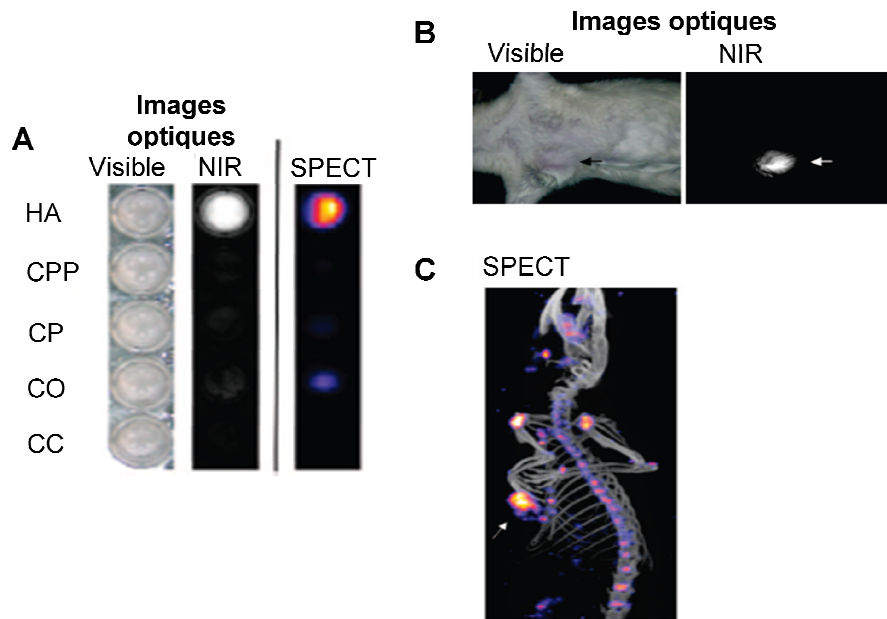 A
Images
optiques
Visible NIR SPECT
HA
CPP
CP
CO
CC
B
Images optiques
Visible NIR
C SPECT